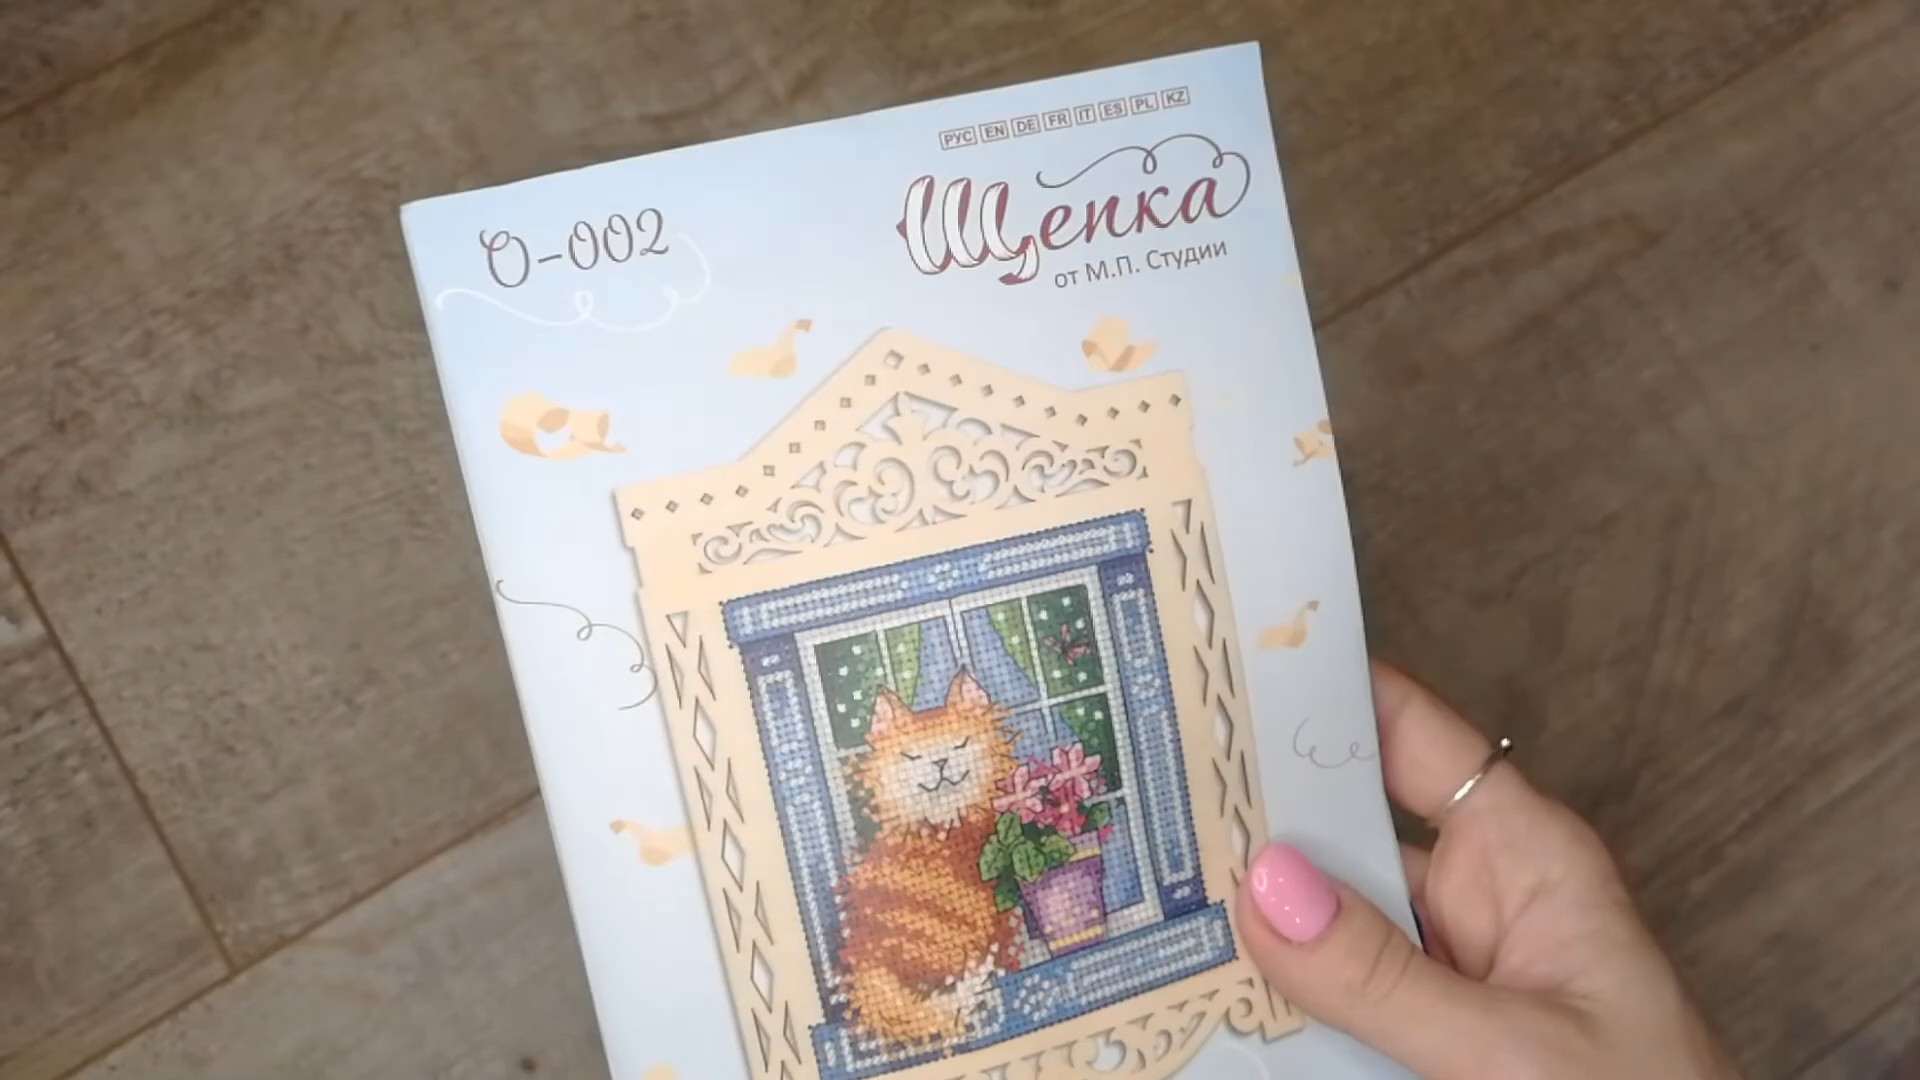 РУС EN DE FR IT ES PL KZ
О-002
Щепка
от М.П. Студии